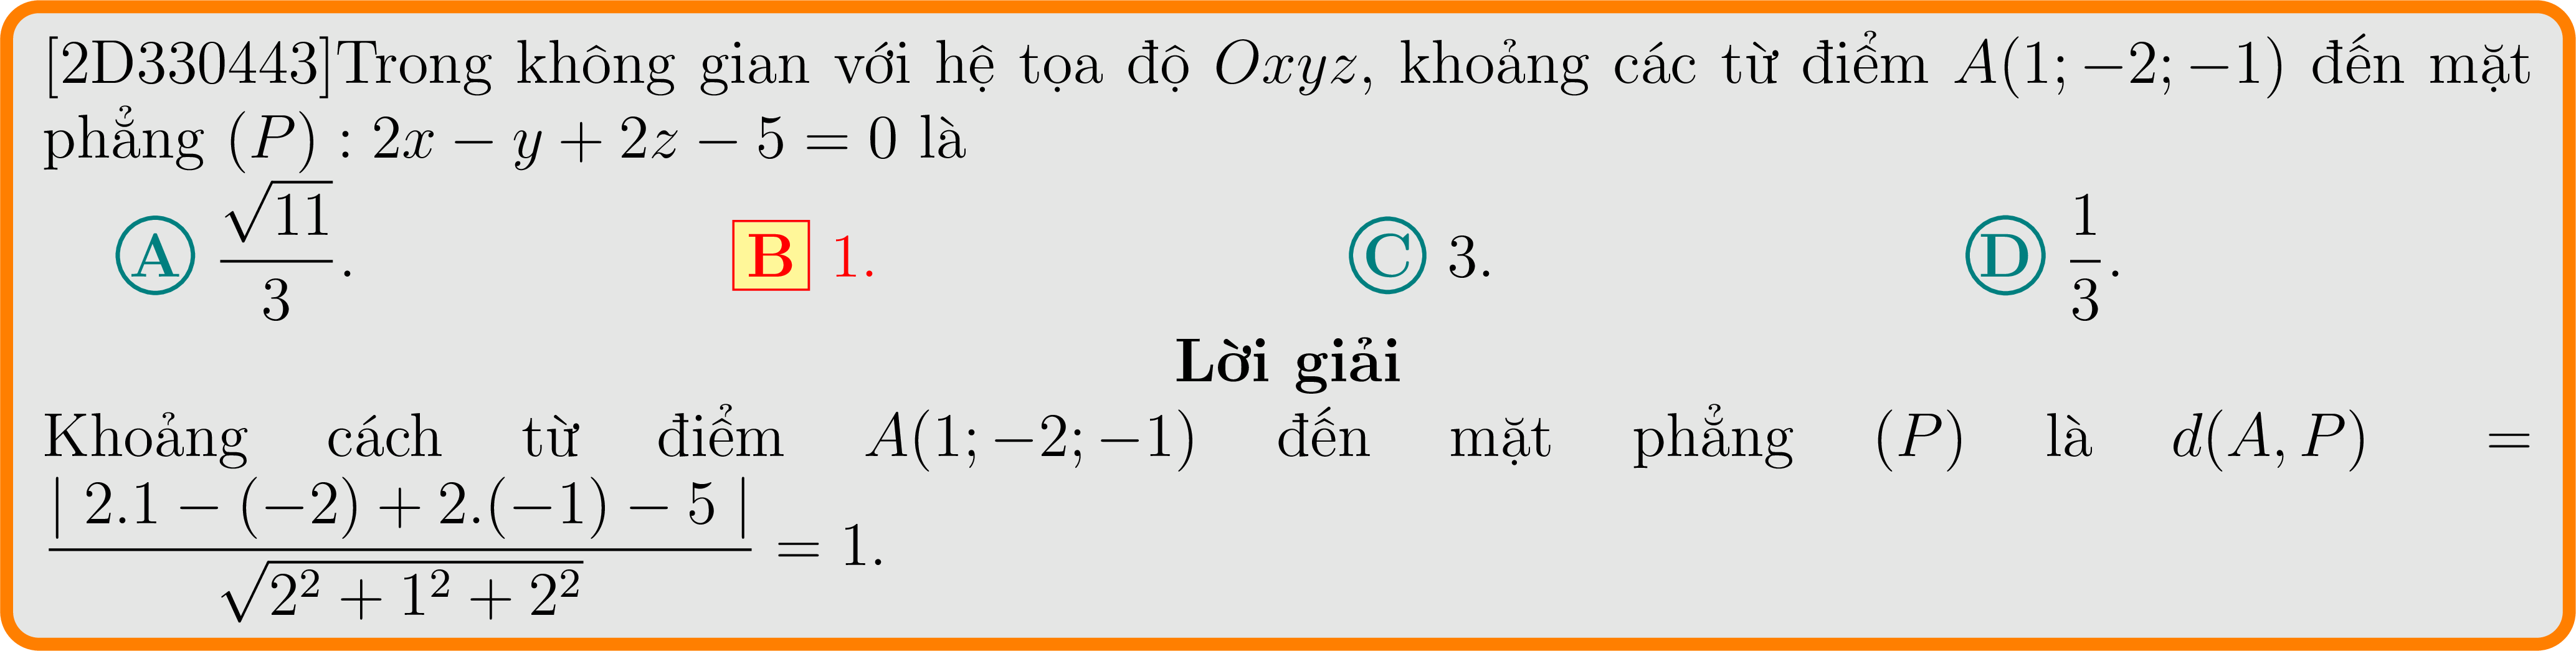 [2D330443]Trong không gian với hệ tọa độ Oxyz, khoảng các từ điểm A(1; −2; −1) đến mặt
phẳng (P) : 2x − y + 2z − 5 = 0 là
A \frac{\sqrt{11}}{3}. B 1. C 3. D \frac{1}{3}.
Lời giải
Khoảng cách từ điểm A(1; −2; −1) đến mặt phẳng (P) là d(A, P) =
\frac{| 2.1 − (−2) + 2.(−1) − 5 |}{\sqrt{2^2 + 1^2 + 2^2}} = 1.